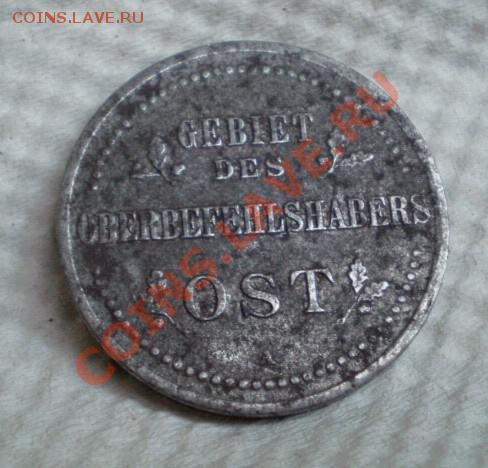 COINS.LAVE.RU
GEBIET
DES
OBERBEFEHLSHABERS
OST
A
COINS.LAVE.RU